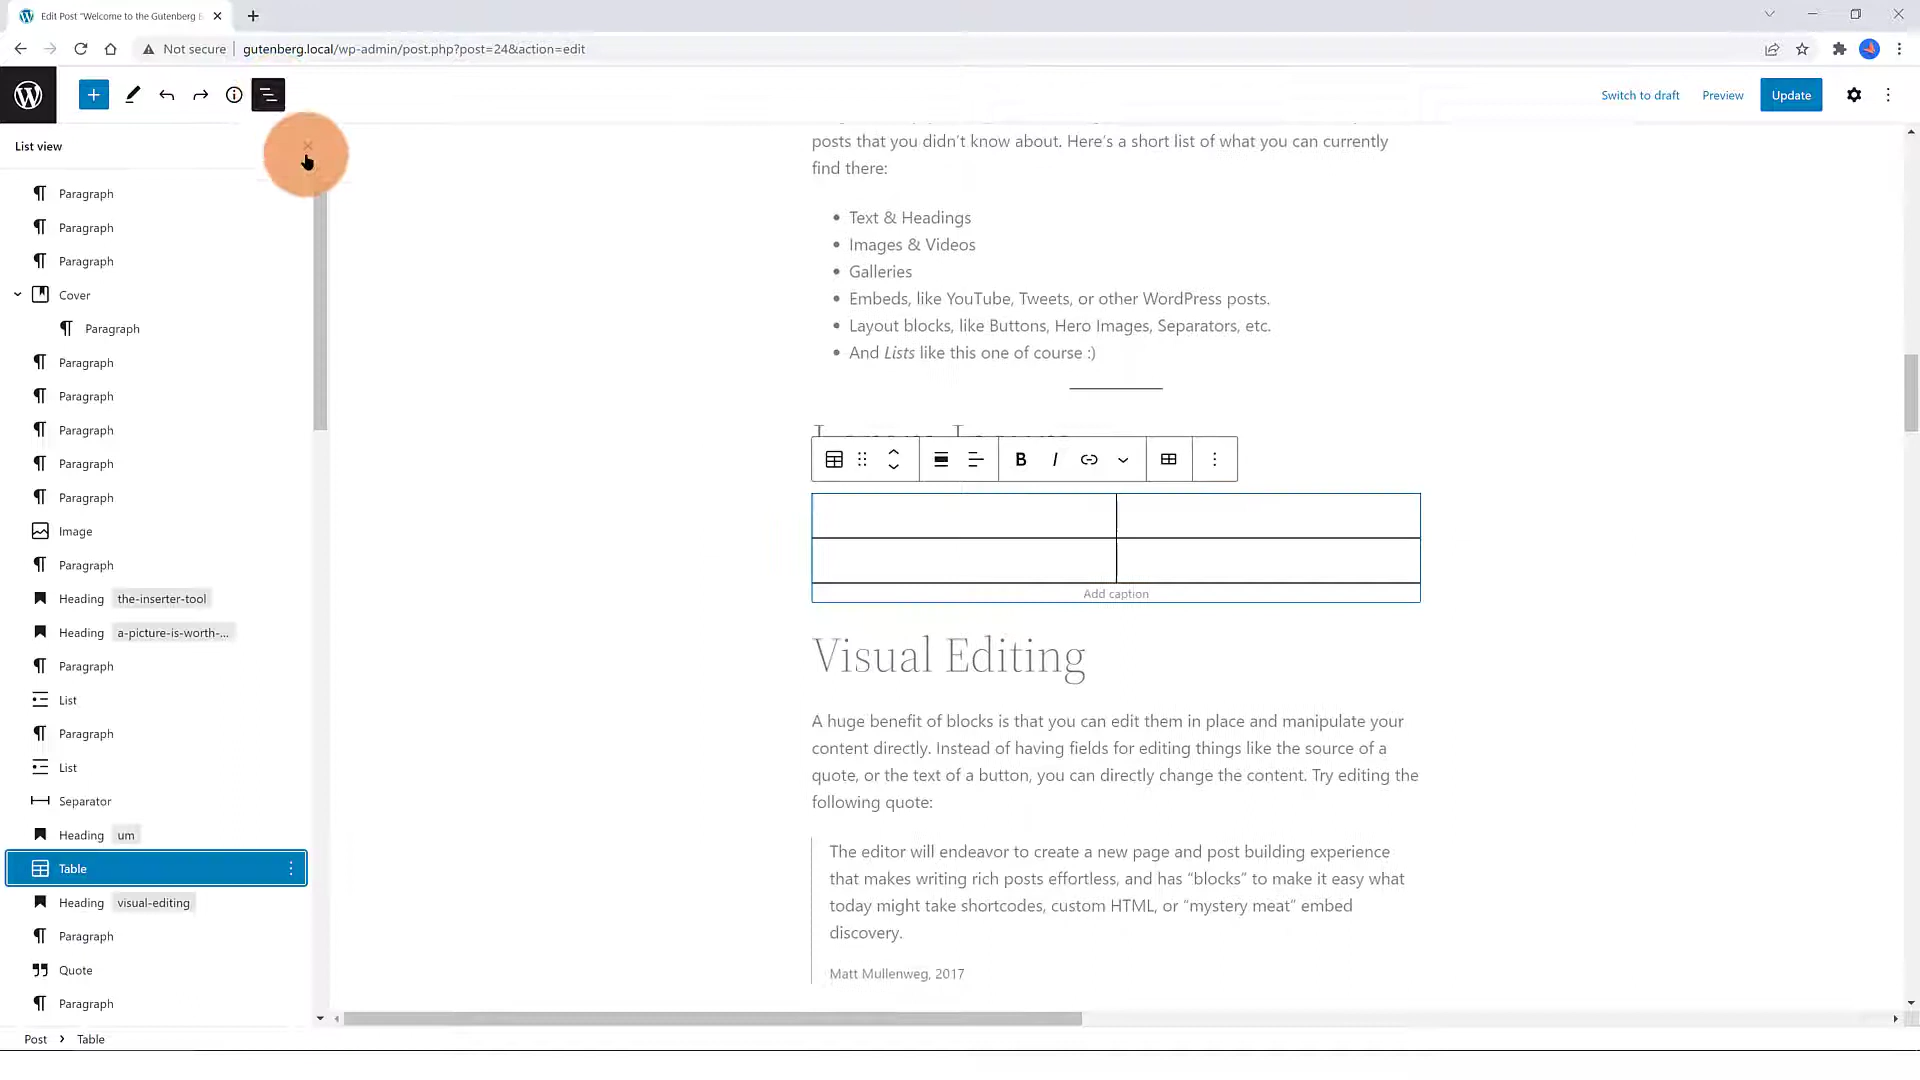 Edit Post "Welcome to the Gutenberg E
Not secure
gutenberg.local/wp-admin/post.php?post=24&action=edit
Switch to draft
Preview
Update
List view
Paragraph
Paragraph
Paragraph
Cover
Paragraph
Paragraph
Paragraph
Paragraph
Paragraph
Paragraph
Image
Paragraph
Heading the-inserter-tool
Heading a-picture-is-worth-...
Paragraph
List
Paragraph
List
Separator
Heading um
Table
Heading visual-editing
Paragraph
Quote
Paragraph
posts that you didn't know about. Here's a short list of what you can currently
find there:
• Text & Headings
• Images & Videos
• Galleries
• Embeds, like YouTube, Tweets, or other WordPress posts.
• Layout blocks, like Buttons, Hero Images, Separators, etc.
• And Lists like this one of course :)
B I
Add caption
Visual Editing
A huge benefit of blocks is that you can edit them in place and manipulate your
content directly. Instead of having fields for editing things like the source of a
quote, or the text of a button, you can directly change the content. Try editing the
following quote:
The editor will endeavor to create a new page and post building experience
that makes writing rich posts effortless, and has “blocks” to make it easy what
today might take shortcodes, custom HTML, or “mystery meat” embed
discovery.
Matt Mullenweg, 2017
Post > Table